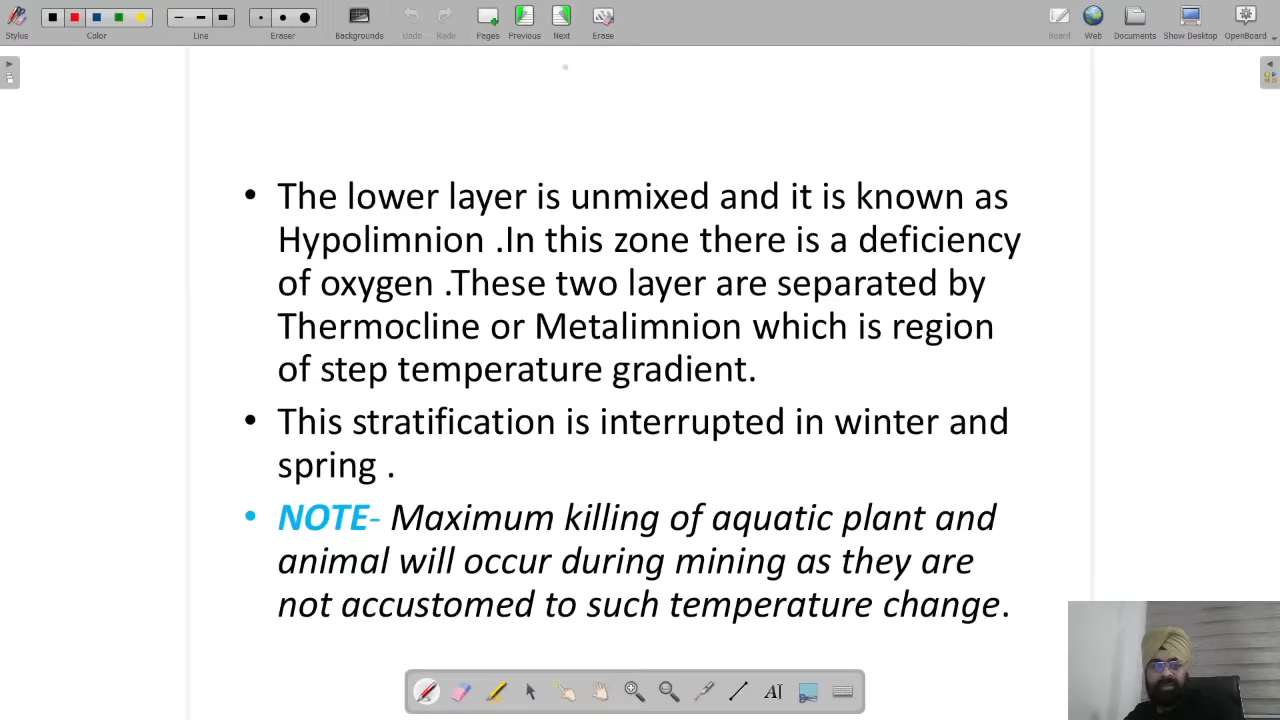 Stylus
Color
Line
Eraser
Backgrounds
Undo
Redo
Pages
Previous
Next
Erase
Board
Web
Documents
Show Desktop
OpenBoard
• The lower layer is unmixed and it is known as
Hypolimnion .In this zone there is a deficiency
of oxygen .These two layer are separated by
Thermocline or Metalimnion which is region
of step temperature gradient.
• This stratification is interrupted in winter and
spring .
• NOTE- Maximum killing of aquatic plant and
animal will occur during mining as they are
not accustomed to such temperature change.
AI